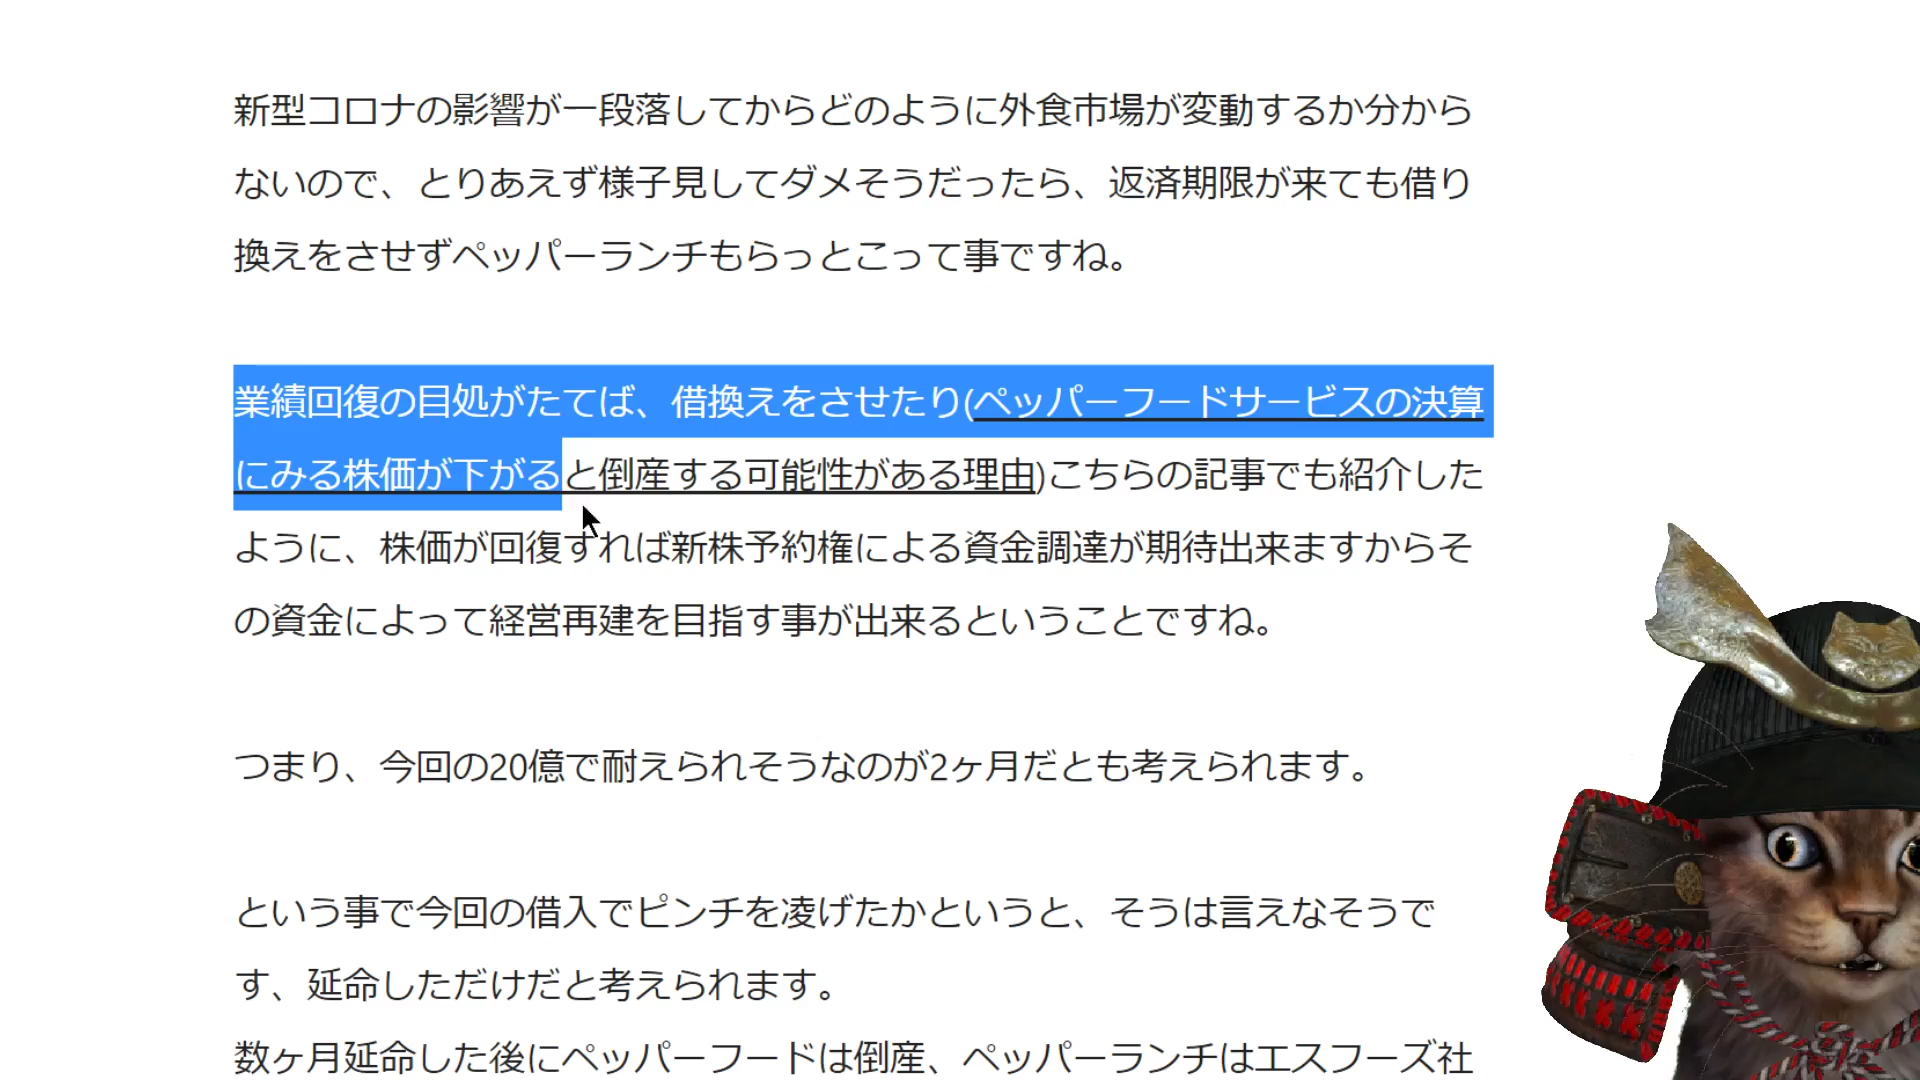 新型コロナの影響が一段落してからどのように外食市場が変動するか分から
ないので、とりあえず様子見してダメそうだったら、返済期限が来ても借り
換えをさせずペッパーランチもらっとこって事ですね。
業績回復の目処がたてば、借換えをさせたり(ペッパーフードサービスの決算
にみる株価が下がると倒産する可能性がある理由)こちらの記事でも紹介した
ように、株価が回復すれば新株予約権による資金調達が期待出来ますからそ
の資金によって経営再建を目指す事が出来るということですね。
つまり、今回の20億で耐えられそうなのが2ヶ月だとも考えられます。
という事で今回の借入でピンチを凌げたかというと、そうは言えなそうで
す、延命しただけだと考えられます。
数ヶ月延命した後にペッパーフードは倒産、ペッパーランチはエスフーズ社